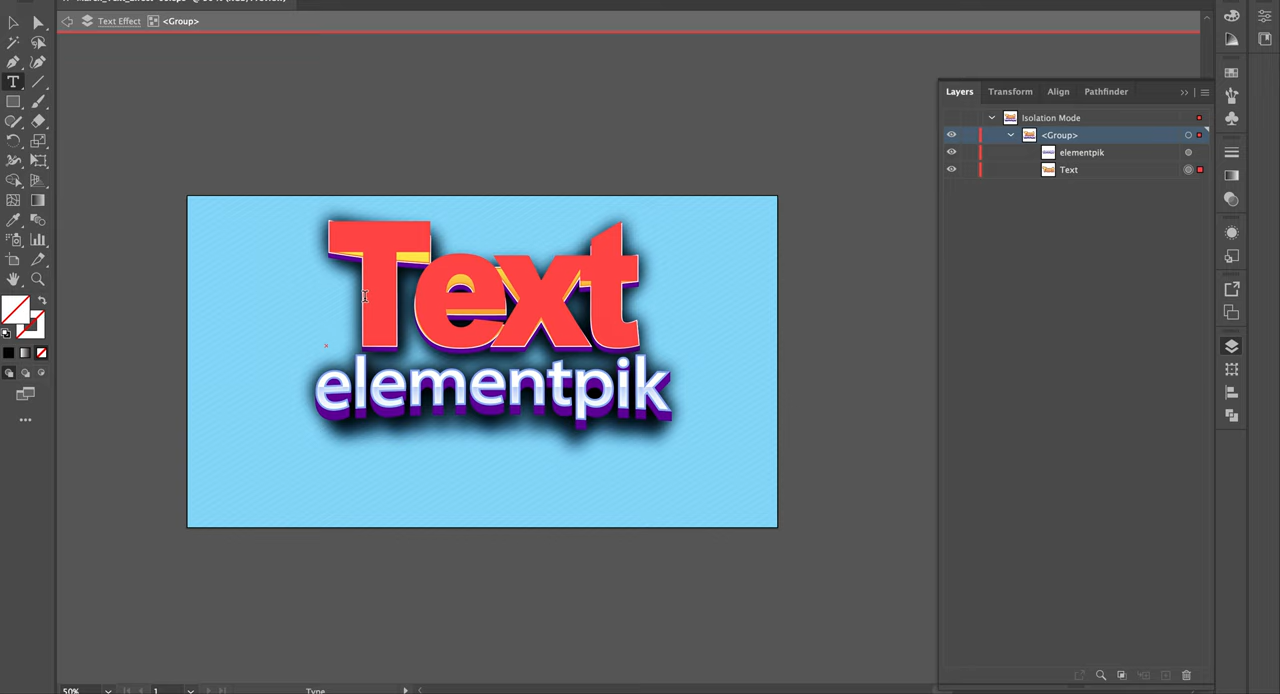 Text Effect <Group>
Layers Transform Align Pathfinder
Isolation Mode
<Group>
elementpik
Text
Text
elementpik
50% 1 Type